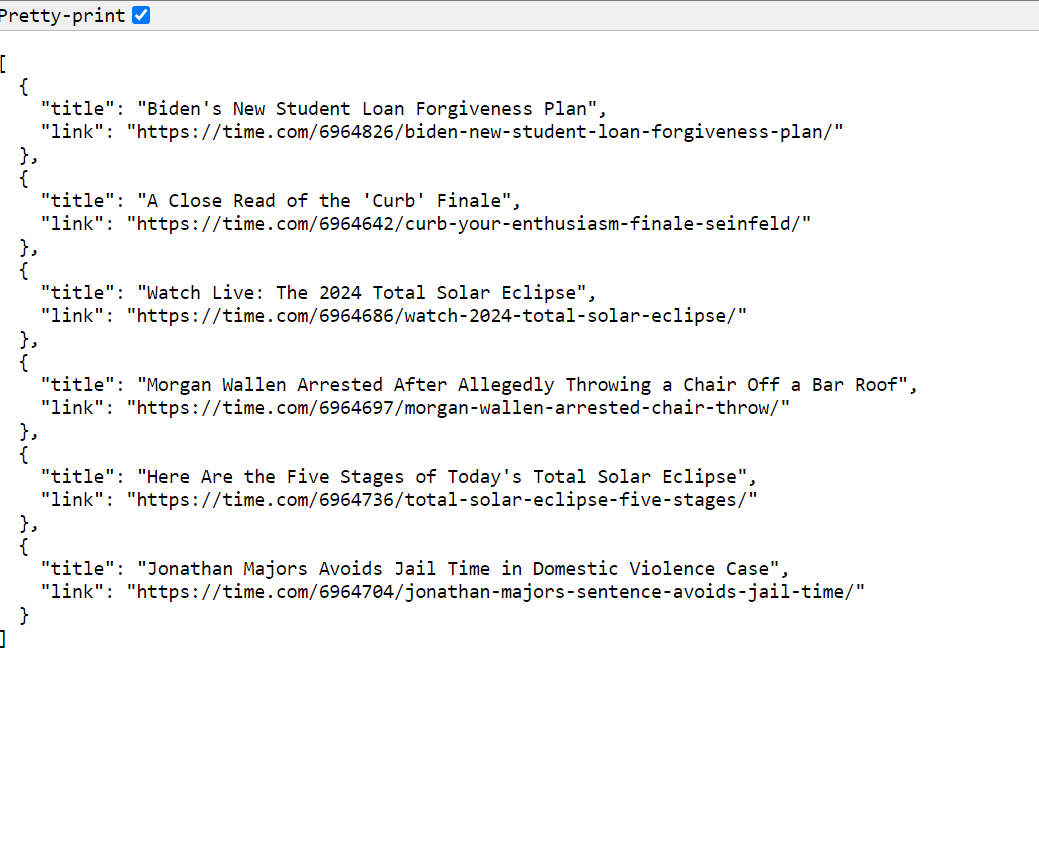 Pretty-print
[
  {
    "title": "Biden's New Student Loan Forgiveness Plan",
    "link": "https://time.com/6964826/biden-new-student-loan-forgiveness-plan/"
  },
  {
    "title": "A Close Read of the 'Curb' Finale",
    "link": "https://time.com/6964642/curb-your-enthusiasm-finale-seinfeld/"
  },
  {
    "title": "Watch Live: The 2024 Total Solar Eclipse",
    "link": "https://time.com/6964686/watch-2024-total-solar-eclipse/"
  },
  {
    "title": "Morgan Wallen Arrested After Allegedly Throwing a Chair Off a Bar Roof",
    "link": "https://time.com/6964697/morgan-wallen-arrested-chair-throw/"
  },
  {
    "title": "Here Are the Five Stages of Today's Total Solar Eclipse",
    "link": "https://time.com/6964736/total-solar-eclipse-five-stages/"
  },
  {
    "title": "Jonathan Majors Avoids Jail Time in Domestic Violence Case",
    "link": "https://time.com/6964704/jonathan-majors-sentence-avoids-jail-time/"
  }
]